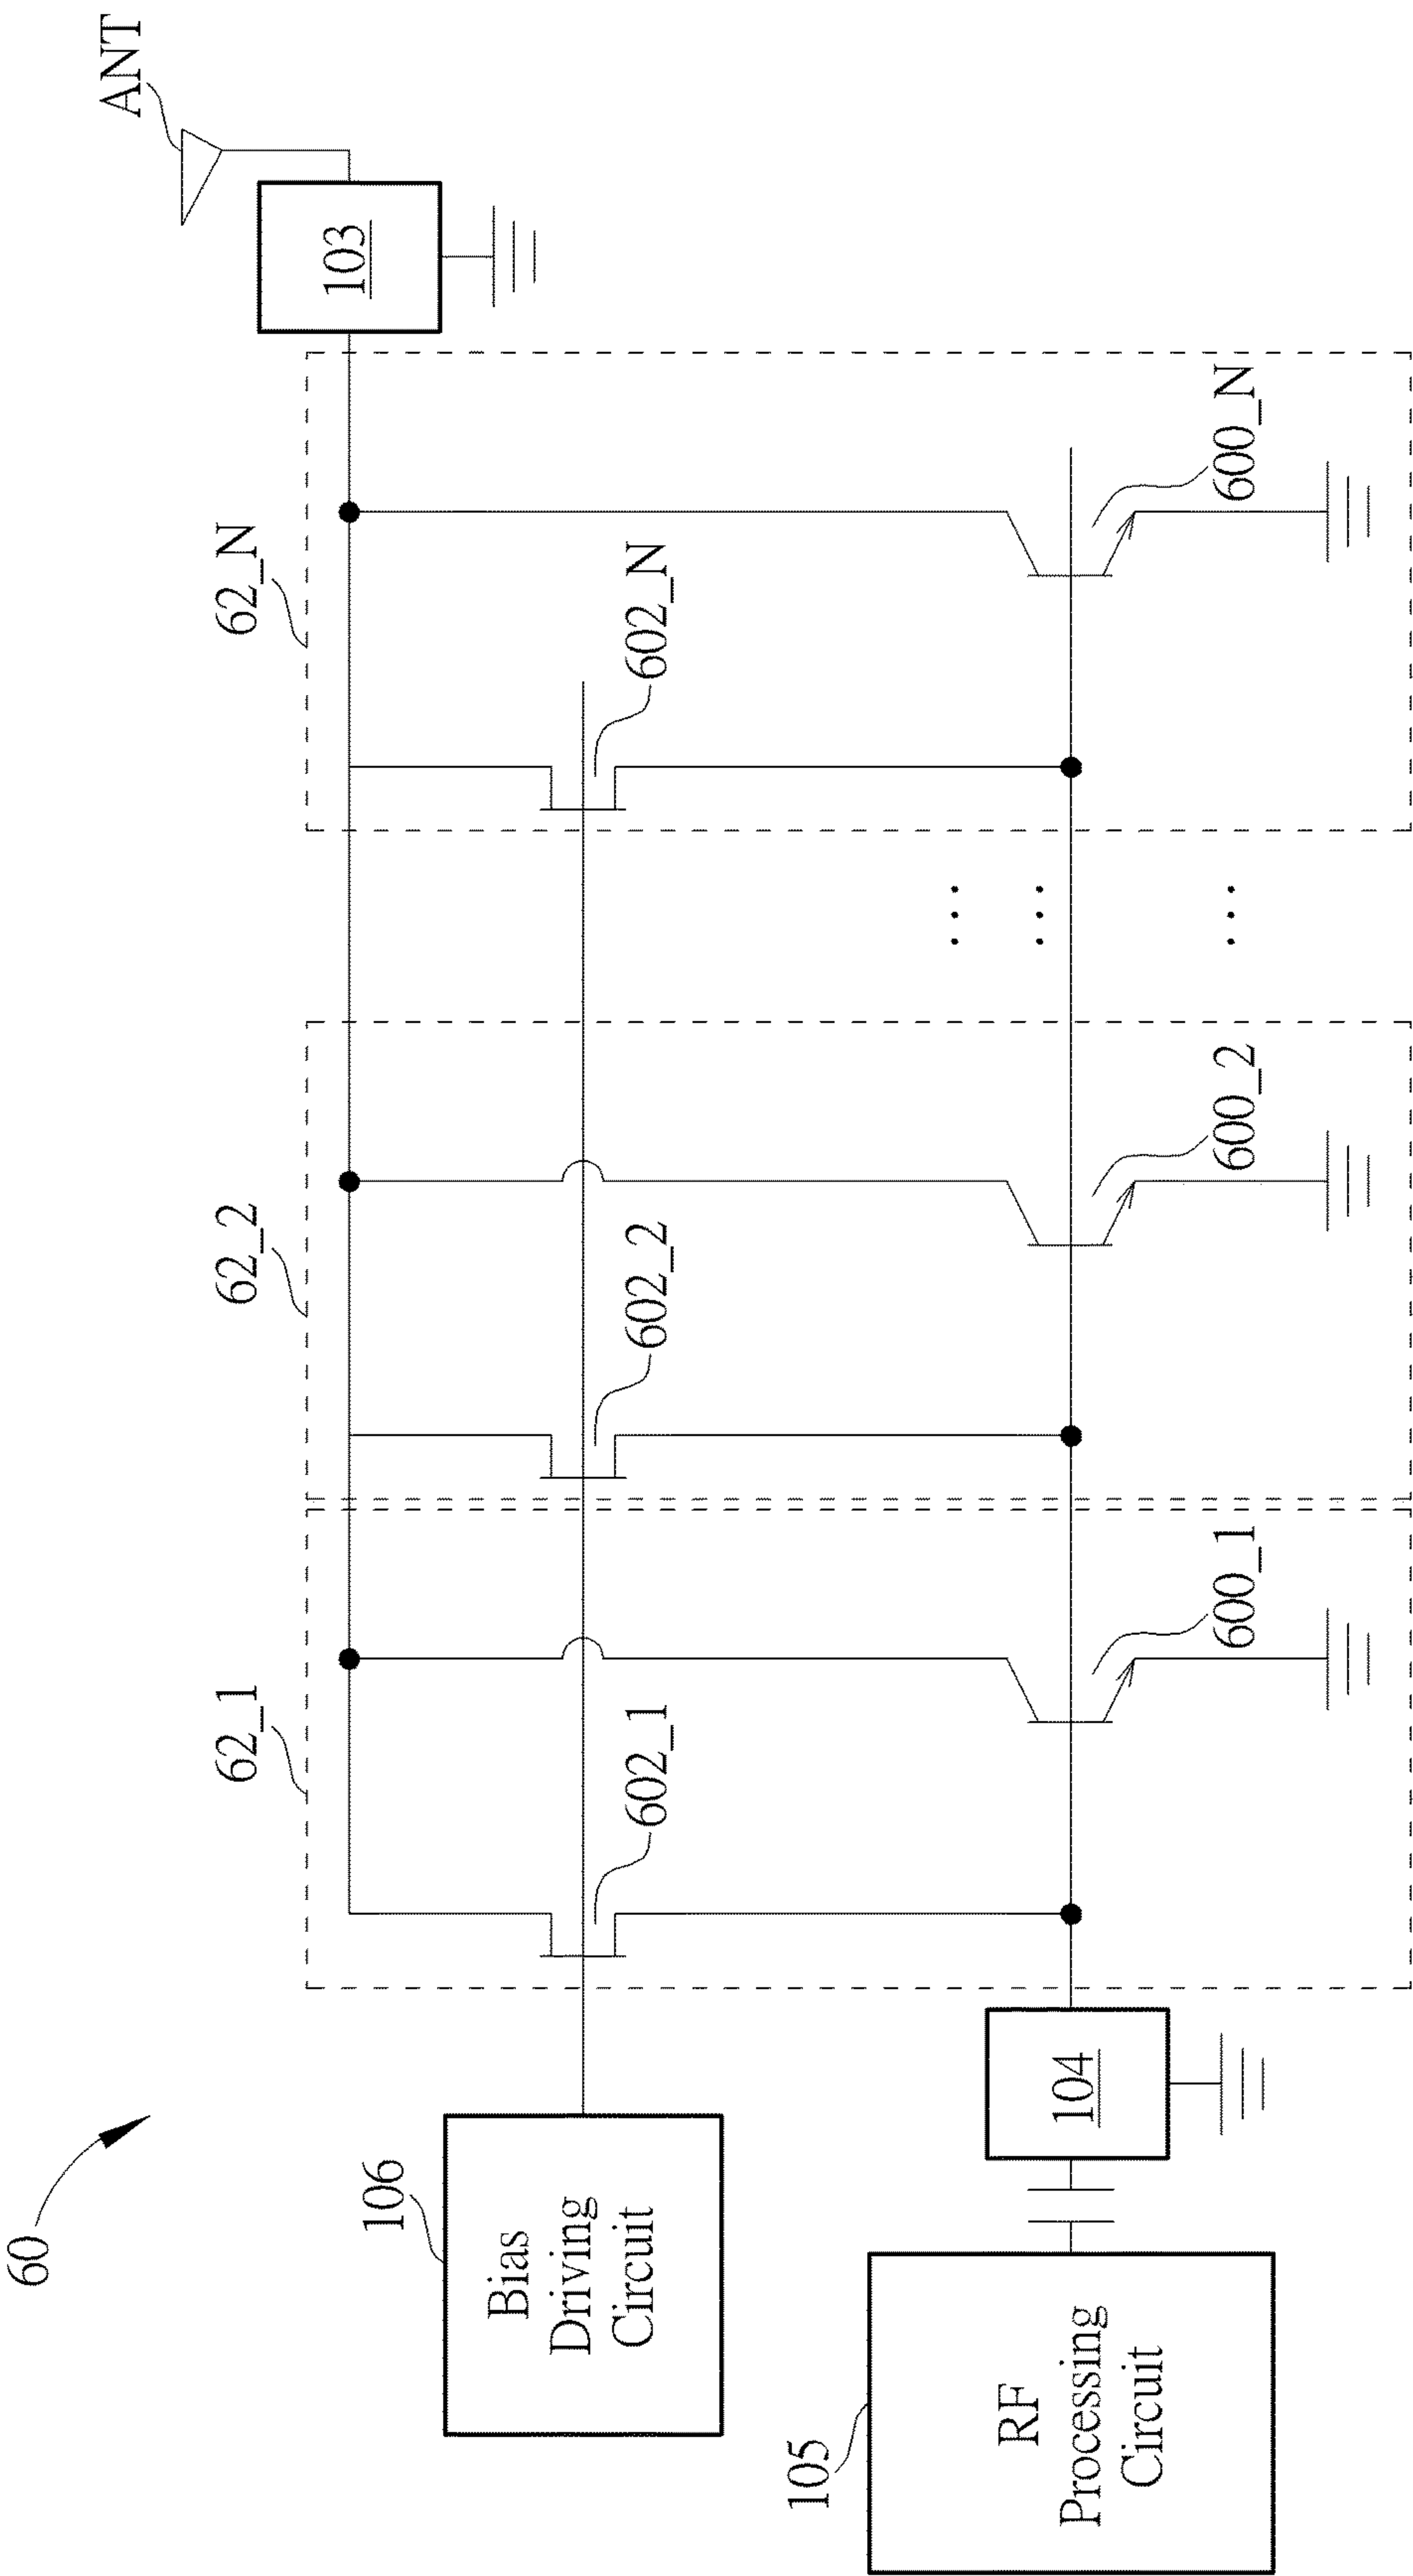 60
ANT
103
62_1
62_2
62_N
106
Bias
Driving
Circuit
602_1
602_2
602_N
105
RF
Processing
Circuit
104
600_1
600_2
600_N